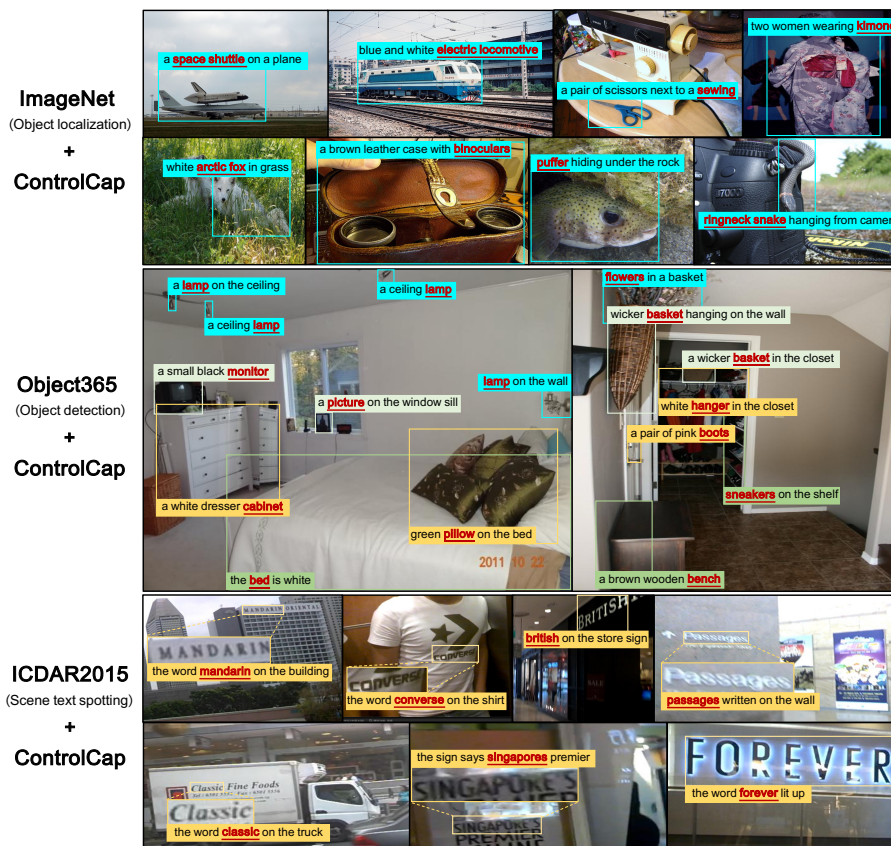 ImageNet
(Object localization)
+
ControlCap
a space shuttle on a plane
blue and white electric locomotive
a pair of scissors next to a sewing
two women wearing kimono
white arctic fox in grass
a brown leather case with binoculars
puffer hiding under the rock
7000
ringneck snake hanging from camera
Object365
(Object detection)
+
ControlCap
a lamp on the ceiling
a ceiling lamp
a ceiling lamp
a small black monitor
a picture on the window sill
lamp on the wall
a white dresser cabinet
green pillow on the bed
2011 10 22
the bed is white
flowers in a basket
wicker basket hanging on the wall
a wicker basket in the closet
white hanger in the closet
a pair of pink boots
sneakers on the shelf
a brown wooden bench
ICDAR2015
(Scene text spotting)
+
ControlCap
MANDARIN ORIENTAL
MANDARIN
the word mandarin on the building
CONVERSE
CONVERSE
the word converse on the shirt
BRITISH
british on the store sign
SALE
Passages
Passages
passages written on the wall
Classic Fine Foods
Classic
the word classic on the truck
the sign says singapores premier
SINGAPORE'S
SINGAPORE'S
PREMIER
FOREVER
the word forever lit up